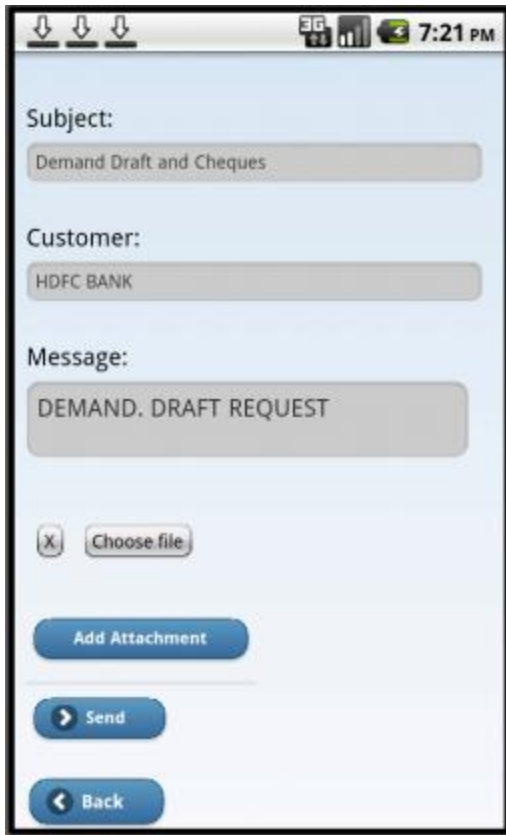 3G
7:21 PM
Subject:
Demand Draft and Cheques
Customer:
HDFC BANK
Message:
DEMAND. DRAFT REQUEST
X Choose file
Add Attachment
Send
Back